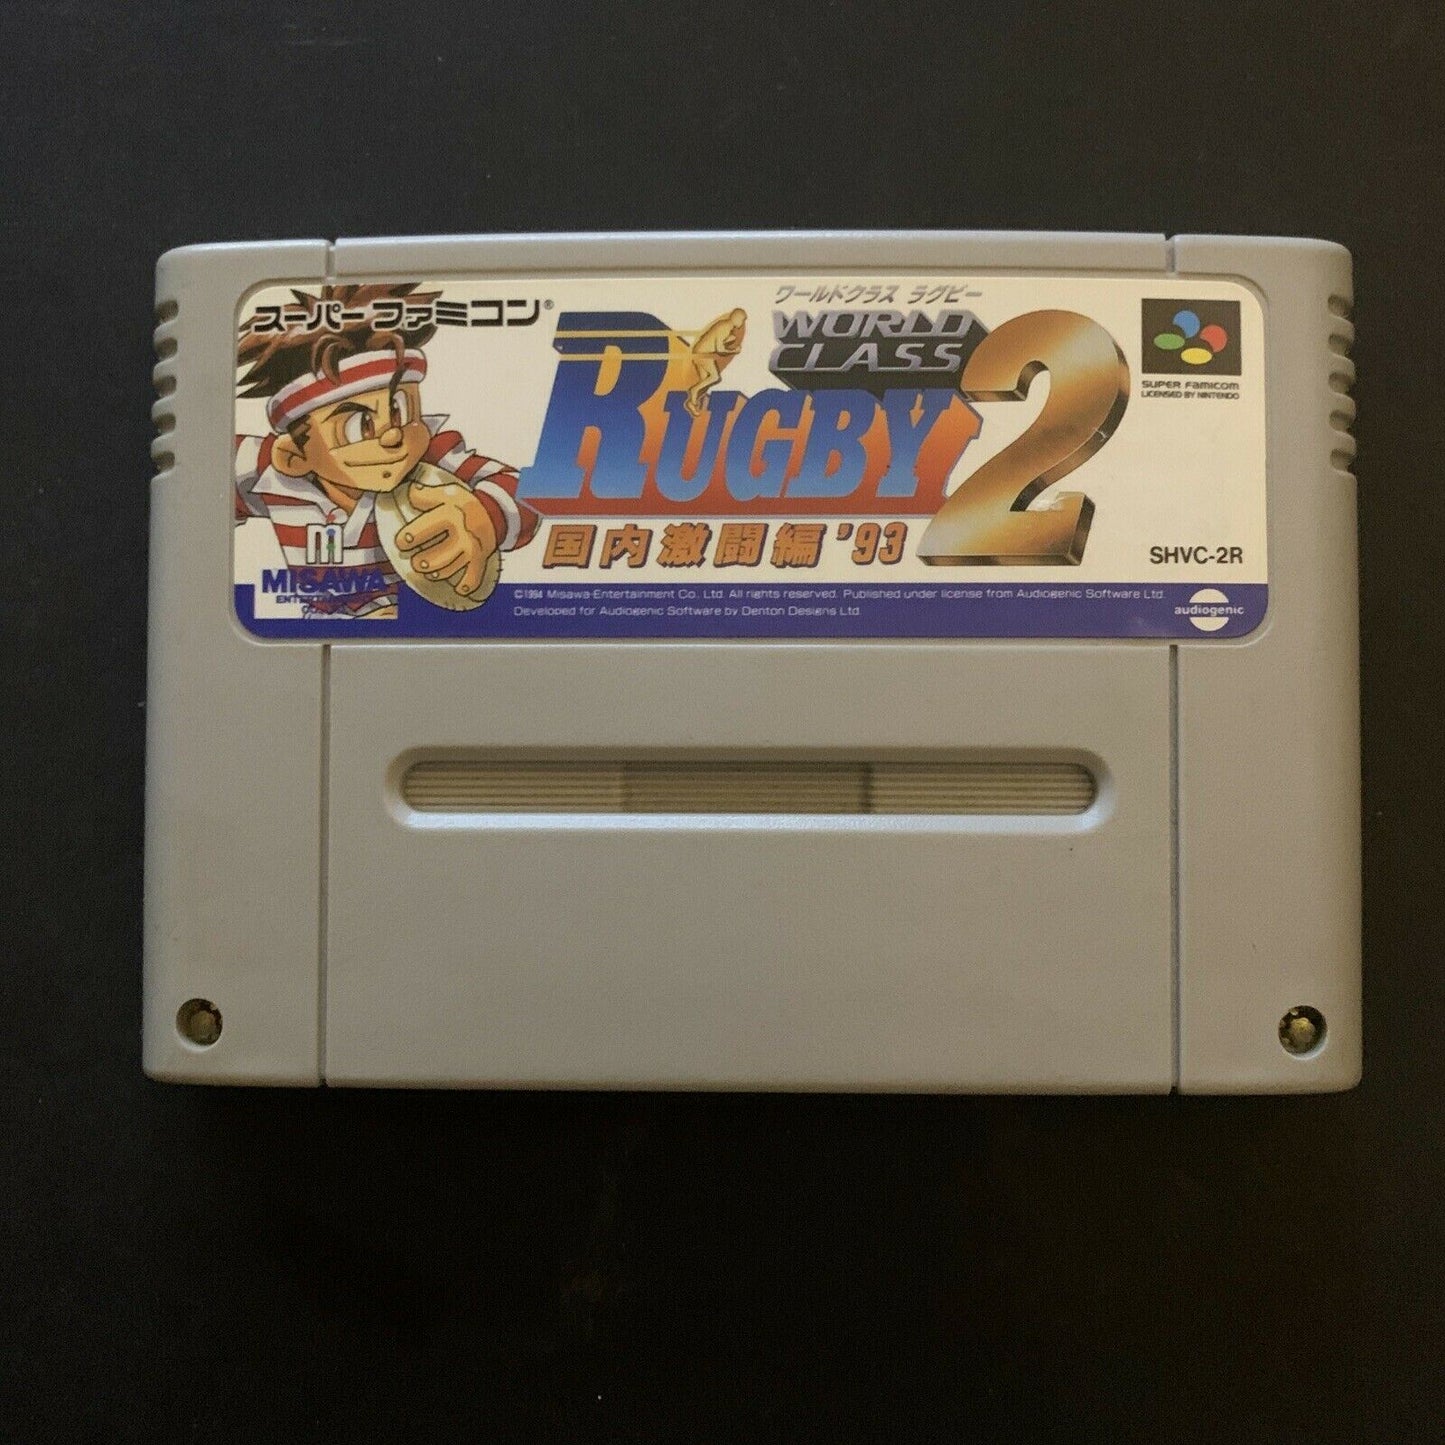 スーパーファミコン®
ワールドクラス ラグビー
WORLD
CLASS
RUGBY 2
国内激闘編 '93
SUPER FAMICOM
LICENSED BY NINTENDO
SHVC-2R
MISAWA
©1994 Misawa Entertainment Co., Ltd. All rights reserved. Published under license from Audiogenic Software Ltd.
Developed for Audiogenic Software by Denton Designs Ltd.
audiogenic